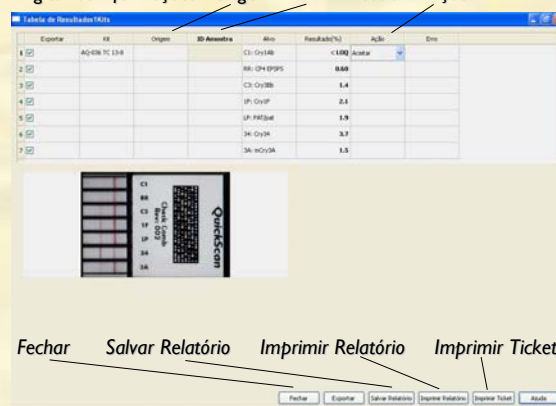 Tabela de Resultados1Kits
Exportar Kit Origem ID Amostra Alvo Resultado(%) Ação Erro
1 AQ-036 TC 13-8 C1: Cry1Ab <LOQ Aceitar
2 RR: CP4 EPSPS 0.60
3 C3: Cry3Bb 1.4
4 1F: Cry1F 2.1
5 LP: PAT/pat 1.9
6 34: Cry34 3.7
7 3A: mCry3A 1.5
C1
RR
C3
1F
LP
34
3A
Check Comb
Rev: 002
QuickScan
Fechar Salvar Relatório Imprimir Relatório Imprimir Ticket
Fechar Exportar Salvar Relatório Imprimir Relatório Imprimir Ticket Ajuda